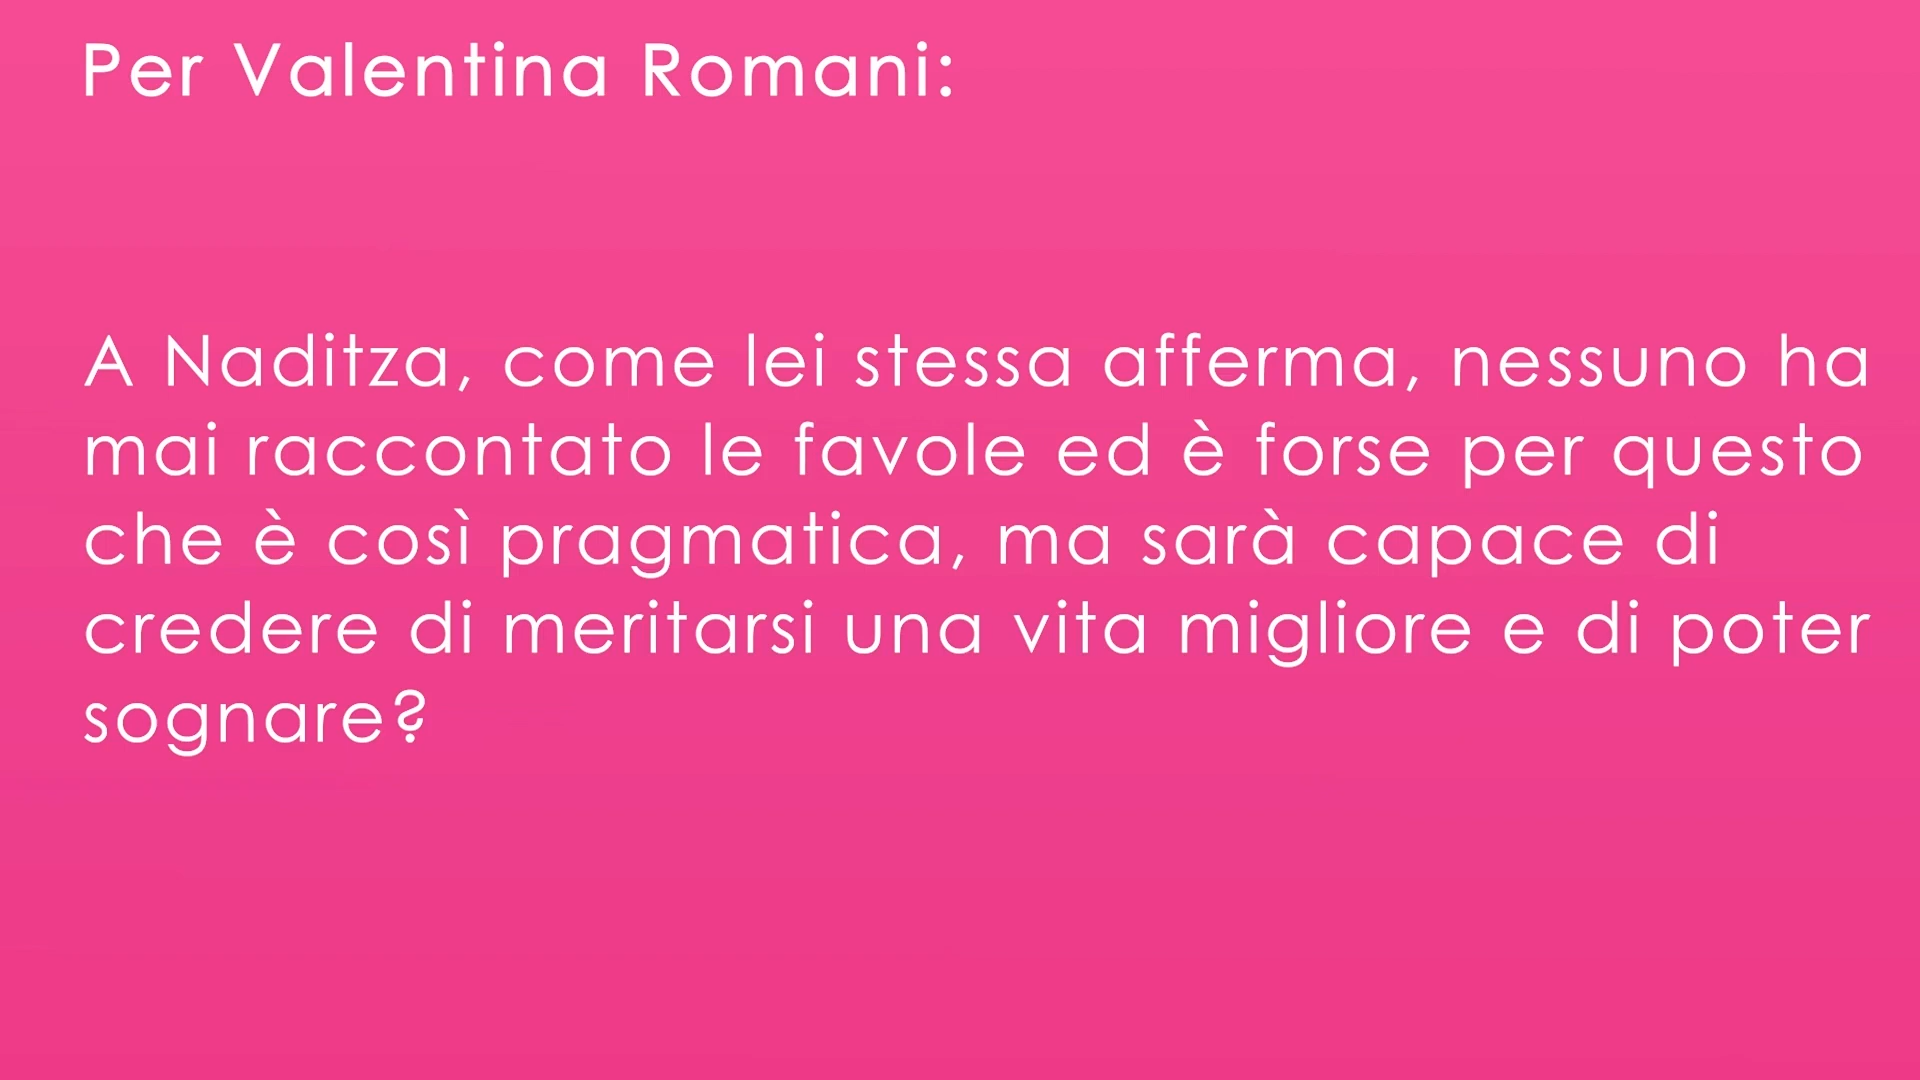 Per Valentina Romani:
A Naditza, come lei stessa afferma, nessuno ha
mai raccontato le favole ed è forse per questo
che è così pragmatica, ma sarà capace di
credere di meritarsi una vita migliore e di poter
sognare?